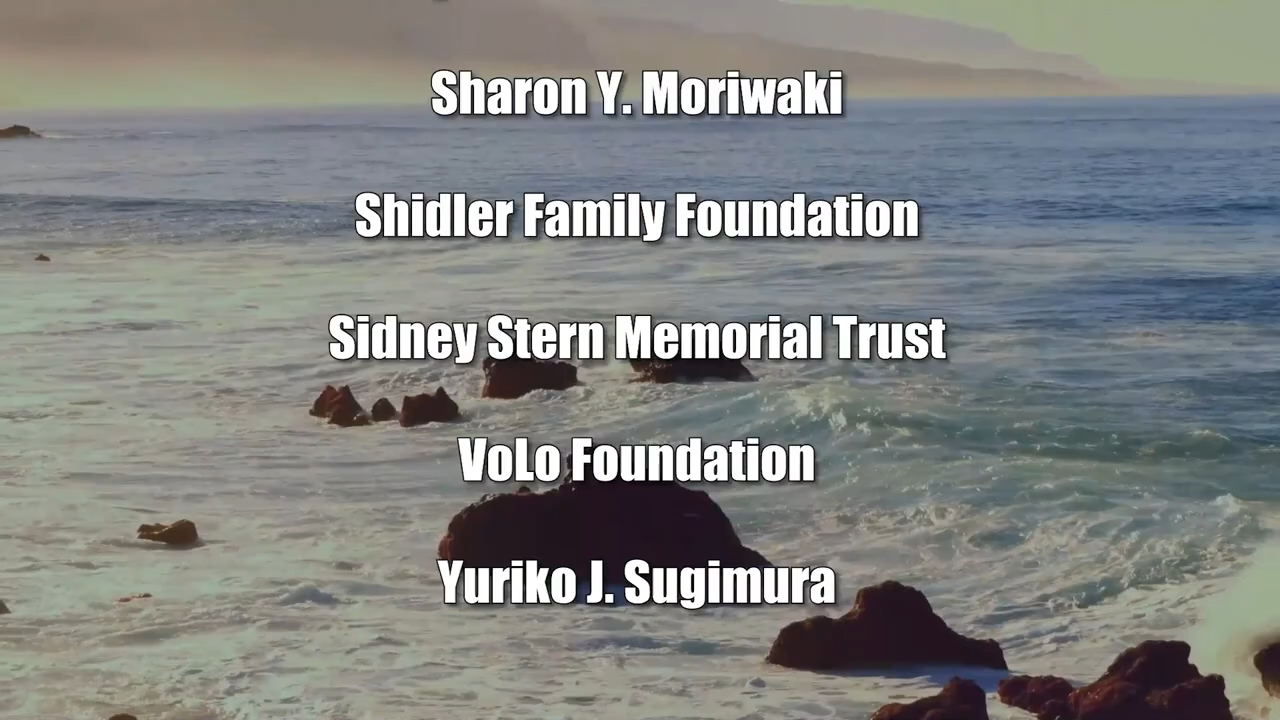 Sharon Y. Moriwaki
Shidler Family Foundation
Sidney Stern Memorial Trust
VoLo Foundation
Yuriko J. Sugimura